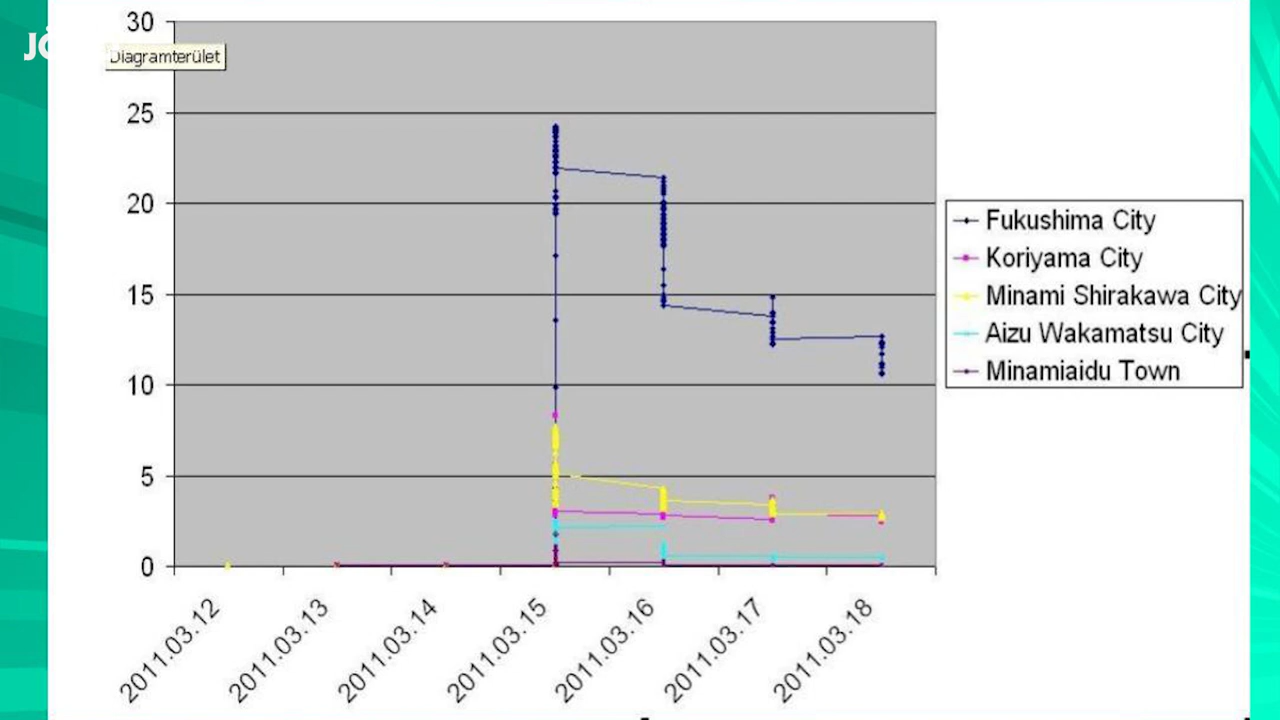 JÓ
Diagramterület
30
25
20
15
10
5
0
2011.03.12
2011.03.13
2011.03.14
2011.03.15
2011.03.16
2011.03.17
2011.03.18
Fukushima City
Koriyama City
Minami Shirakawa City
Aizu Wakamatsu City
Minamiaidu Town